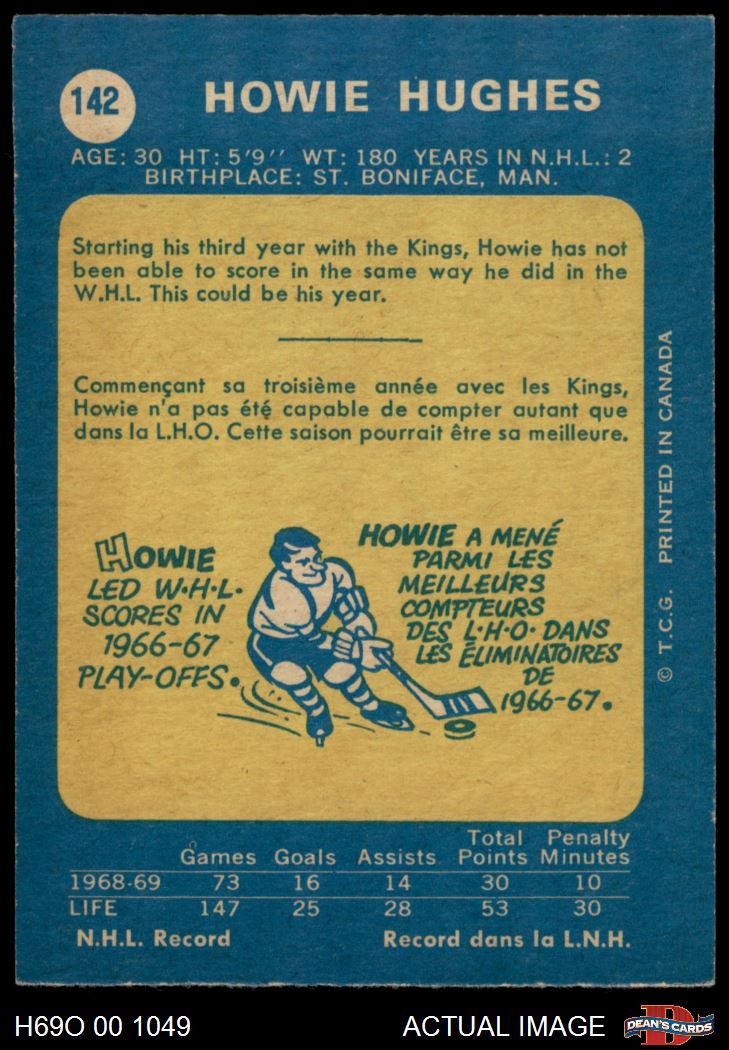 142
HOWIE HUGHES
AGE: 30 HT: 5'9'' WT: 180 YEARS IN N.H.L.: 2
BIRTHPLACE: ST. BONIFACE, MAN.
Starting his third year with the Kings, Howie has not
been able to score in the same way he did in the
W.H.L. This could be his year.
Commençant sa troisième année avec les Kings,
Howie n'a pas été capable de compter autant que
dans la L.H.O. Cette saison pourrait être sa meilleure.
HOWIE
LED W.H.L.
SCORES IN
1966-67
PLAY-OFFS.
HOWIE A MENÉ
PARMI LES
MEILLEURS
COMPTEURS
DES L.H.O. DANS
LES ÉLIMINATOIRES
DE
1966-67.
© T.C.G. PRINTED IN CANADA
Total Penalty
Games Goals Assists Points Minutes
1968-69 73 16 14 30 10
LIFE 147 25 28 53 30
N.H.L. Record Record dans la L.N.H.
H69O 00 1049 ACTUAL IMAGE
D
DEAN'S CARDS